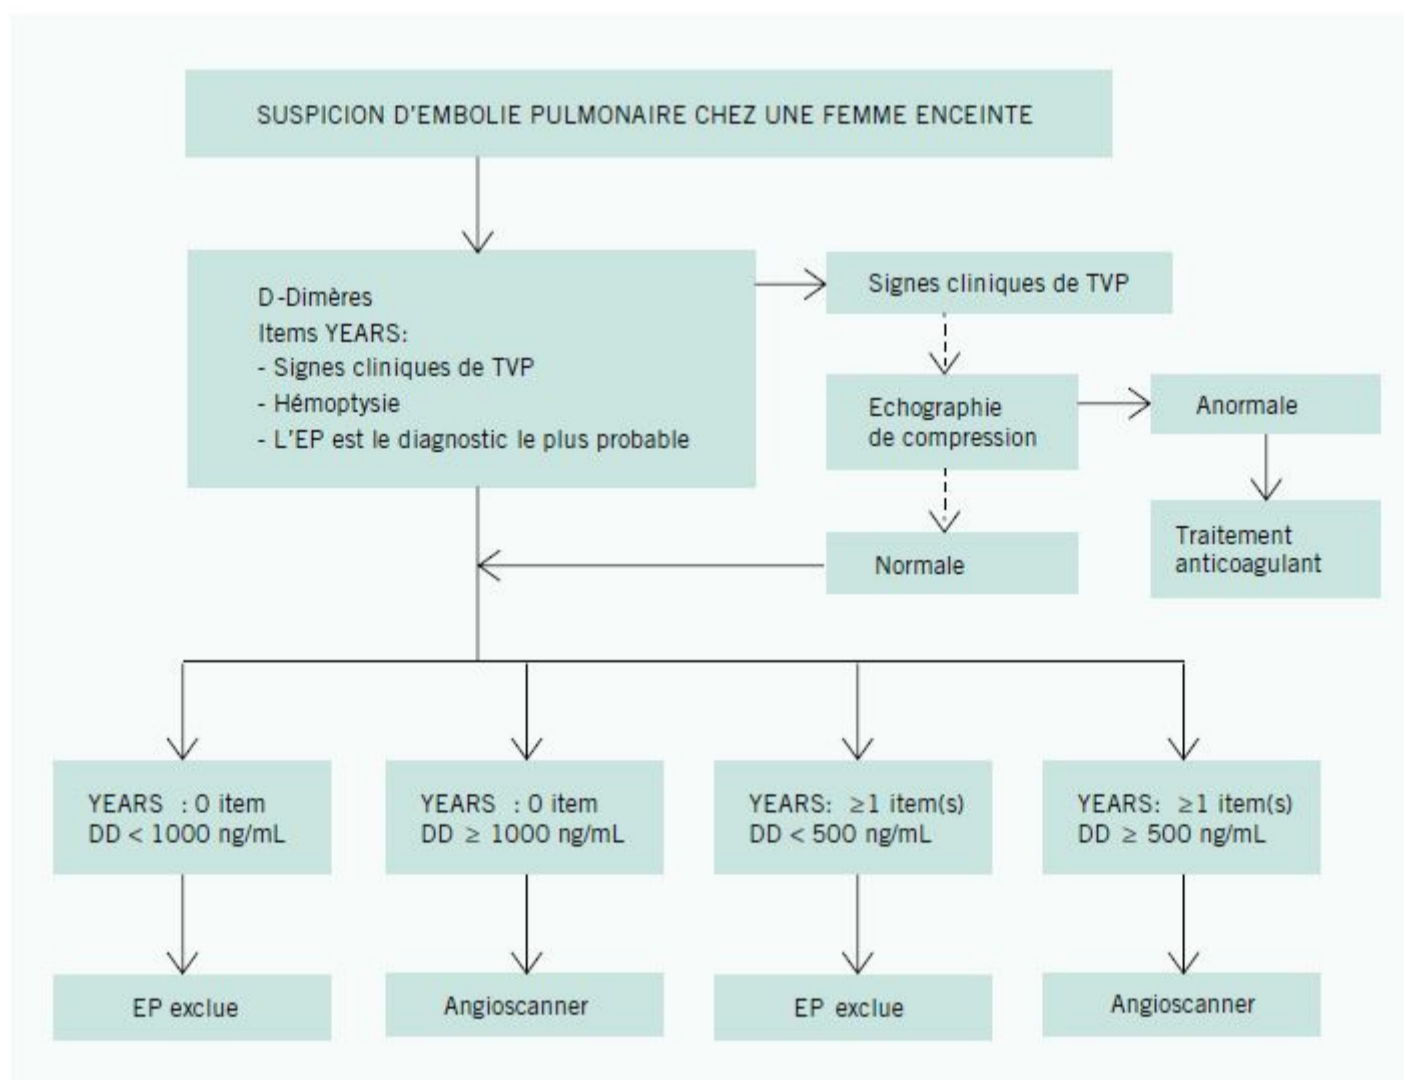 SUSPICION D'EMBOLIE PULMONAIRE CHEZ UNE FEMME ENCEINTE
D-Dimères
Items YEARS:
- Signes cliniques de TVP
- Hémoptysie
- L'EP est le diagnostic le plus probable
Signes cliniques de TVP
Echographie
de compression
Anormale
Traitement
anticoagulant
Normale
YEARS : 0 item
DD < 1000 ng/mL
YEARS : 0 item
DD ≥ 1000 ng/mL
YEARS: ≥1 item(s)
DD < 500 ng/mL
YEARS: ≥1 item(s)
DD ≥ 500 ng/mL
EP exclue
Angioscanner
EP exclue
Angioscanner